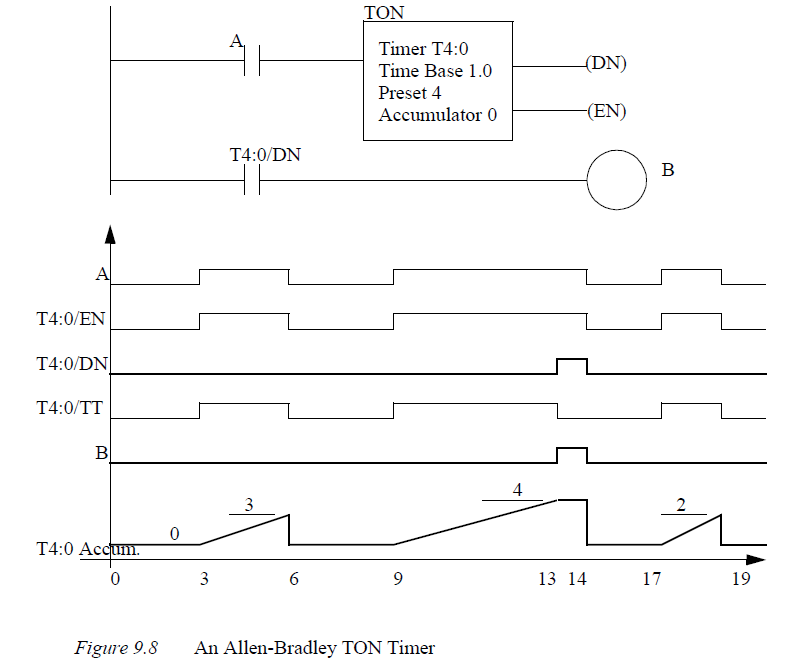 TON
A
Timer T4:0
Time Base 1.0
Preset 4
Accumulator 0
(DN)
(EN)
T4:0/DN
B
A
T4:0/EN
T4:0/DN
T4:0/TT
B
T4:0 Accum.
0
3
4
2
0 3 6 9 13 14 17 19
Figure 9.8 An Allen-Bradley TON Timer